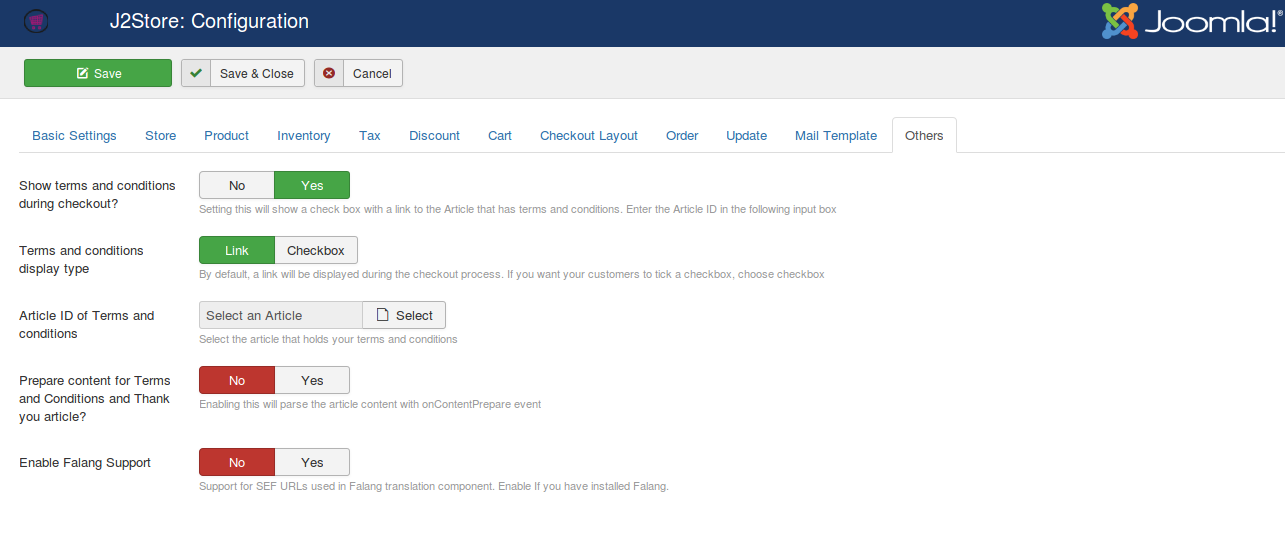 J2Store: Configuration
Joomla!®
Save
Save & Close
Cancel
Basic Settings
Store
Product
Inventory
Tax
Discount
Cart
Checkout Layout
Order
Update
Mail Template
Others
Show terms and conditions
during checkout?
No
Yes
Setting this will show a check box with a link to the Article that has terms and conditions. Enter the Article ID in the following input box
Terms and conditions
display type
Link
Checkbox
By default, a link will be displayed during the checkout process. If you want your customers to tick a checkbox, choose checkbox
Article ID of Terms and
conditions
Select an Article
Select
Select the article that holds your terms and conditions
Prepare content for Terms
and Conditions and Thank
you article?
No
Yes
Enabling this will parse the article content with onContentPrepare event
Enable Falang Support
No
Yes
Support for SEF URLs used in Falang translation component. Enable If you have installed Falang.